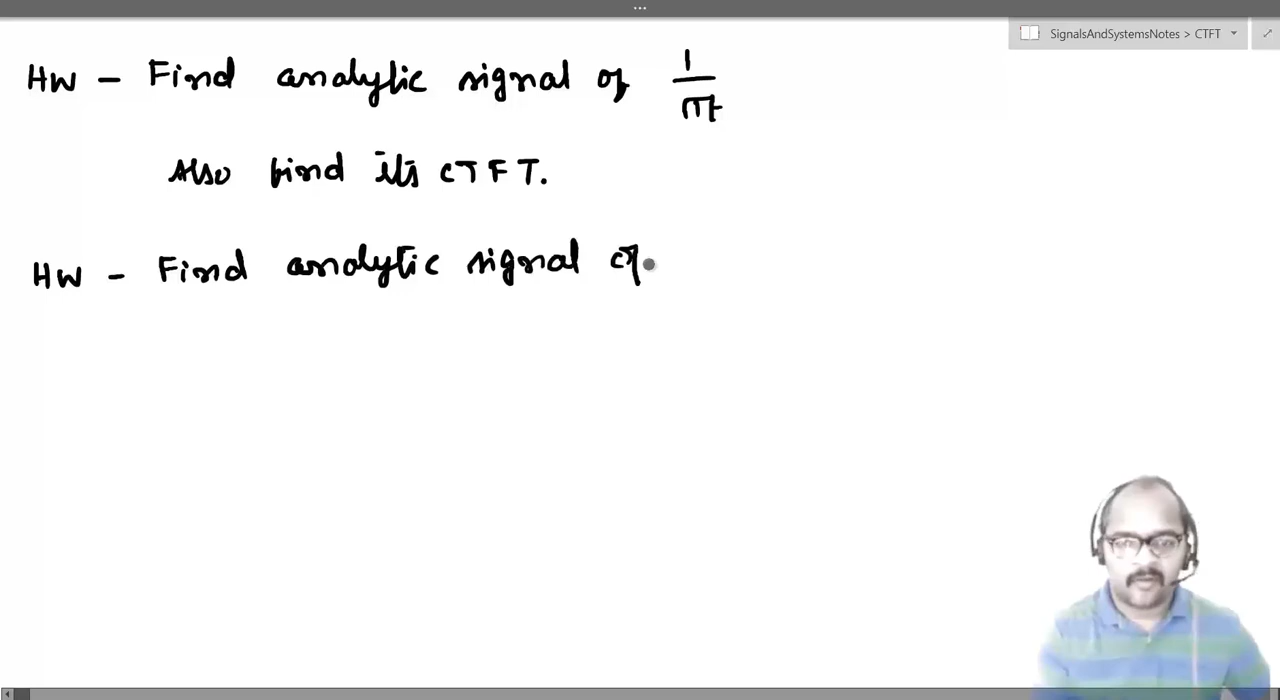 SignalsAndSystemsNotes > CTFT
HW - Find analytic signal of 1/πt
Also find its CTFT.
HW - Find analytic signal of